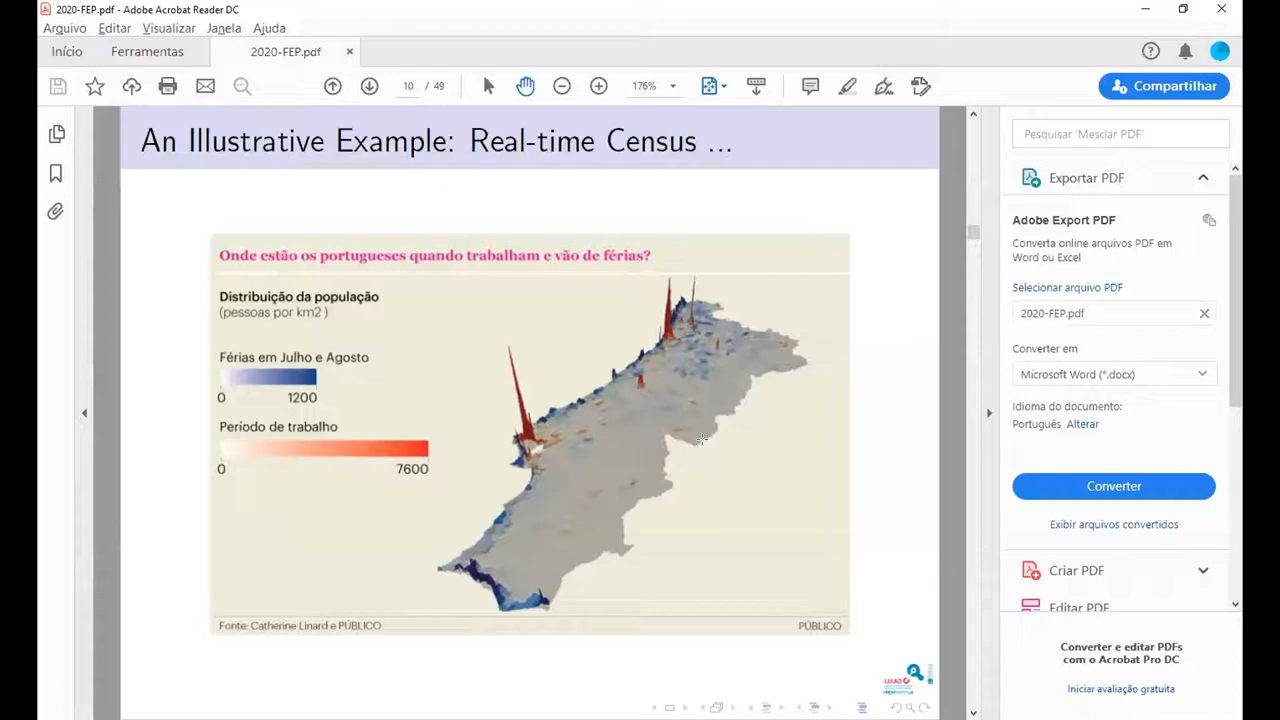 2020-FEP.pdf - Adobe Acrobat Reader DC
Arquivo Editar Visualizar Janela Ajuda
Início Ferramentas 2020-FEP.pdf
10 / 49 176% Compartilhar
An Illustrative Example: Real-time Census ...
Onde estão os portugueses quando trabalham e vão de férias?
Distribuição da população
(pessoas por km2 )
Férias em Julho e Agosto
0 1200
Período de trabalho
0 7600
Fonte: Catherine Linard e PÚBLICO PÚBLICO
Pesquisar 'Mesclar PDF'
Exportar PDF
Adobe Export PDF
Converta online arquivos PDF em
Word ou Excel
Selecionar arquivo PDF
2020-FEP.pdf
Converter em
Microsoft Word (*.docx)
Idioma do documento:
Português Alterar
Converter
Exibir arquivos convertidos
Criar PDF
Editar PDF
Converter e editar PDFs
com o Acrobat Pro DC
Iniciar avaliação gratuita